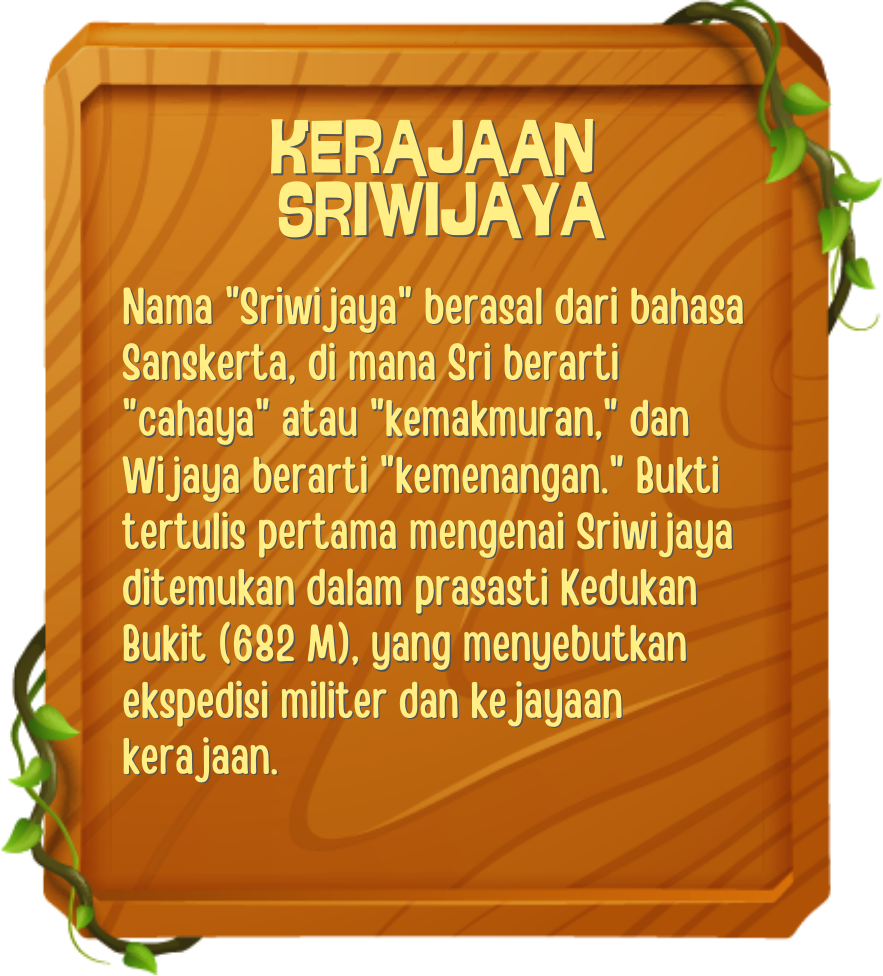 KERAJAAN
SRIWIJAYA
Nama "Sriwijaya" berasal dari bahasa
Sanskerta, di mana Sri berarti
"cahaya" atau "kemakmuran," dan
Wijaya berarti "kemenangan." Bukti
tertulis pertama mengenai Sriwijaya
ditemukan dalam prasasti Kedukan
Bukit (682 M), yang menyebutkan
ekspedisi militer dan kejayaan
kerajaan.